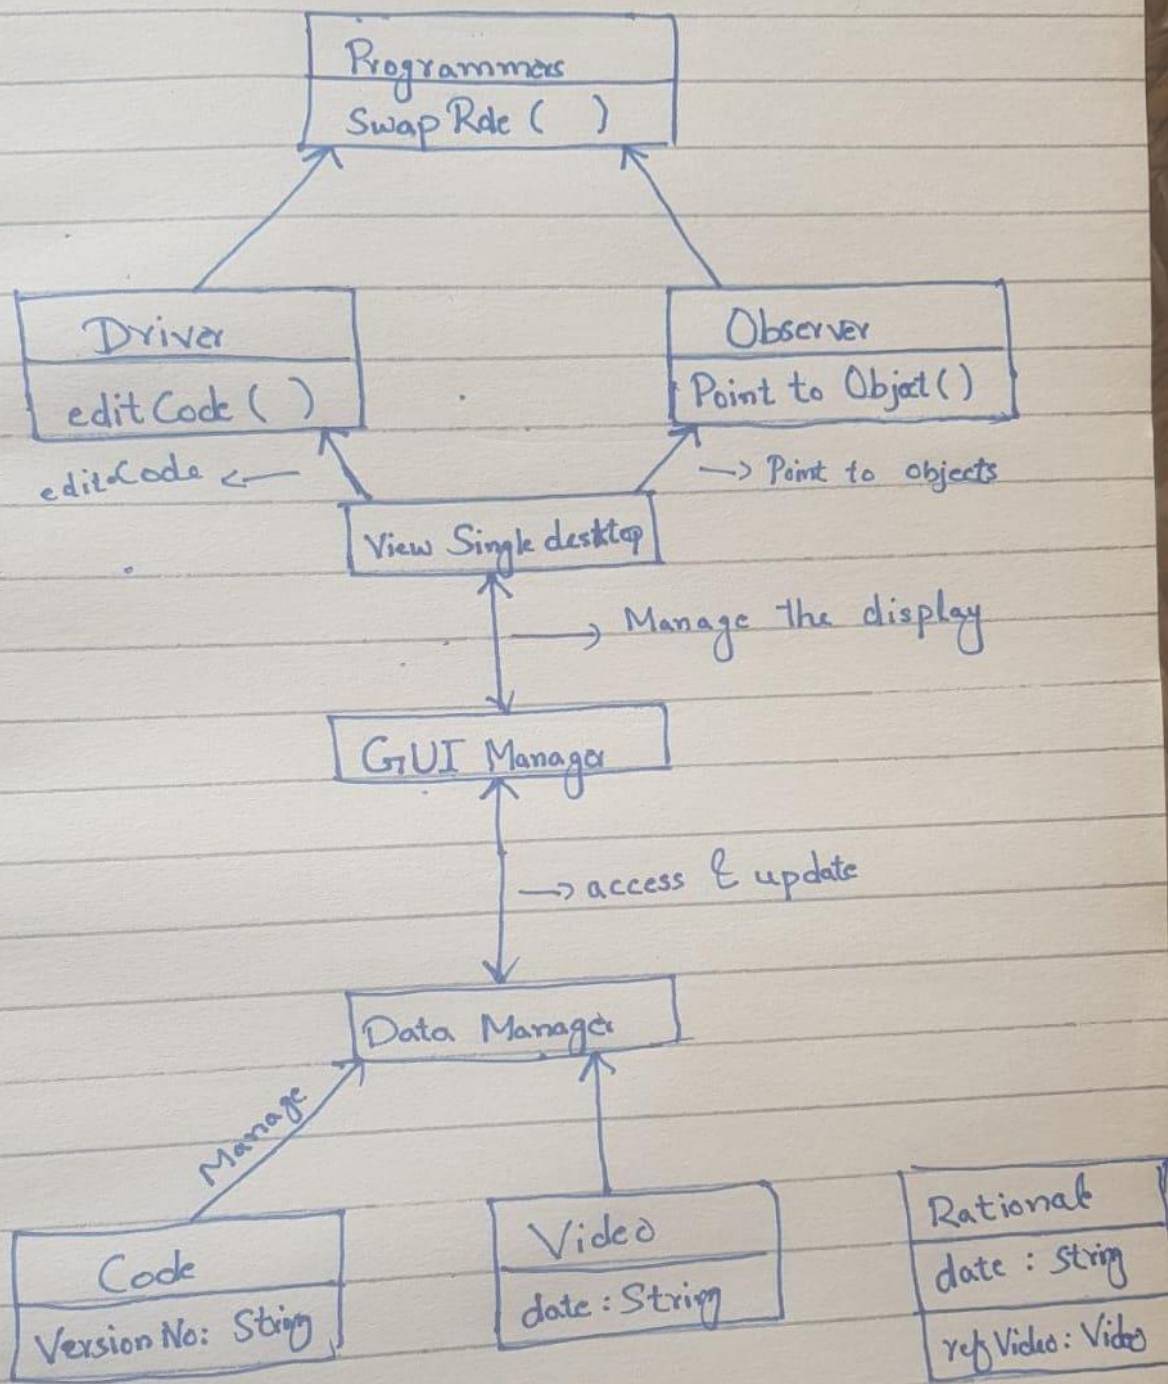 Programmers
Swap Role ( )
Driver
edit Code ( )
Observer
Point to Object ( )
edit Code
Point to objects
View Single desktop
Manage the display
GUI Manager
access & update
Data Manager
Manage
Code
Version No: String
Video
date : String
Rational
date : String
ref Video : Video